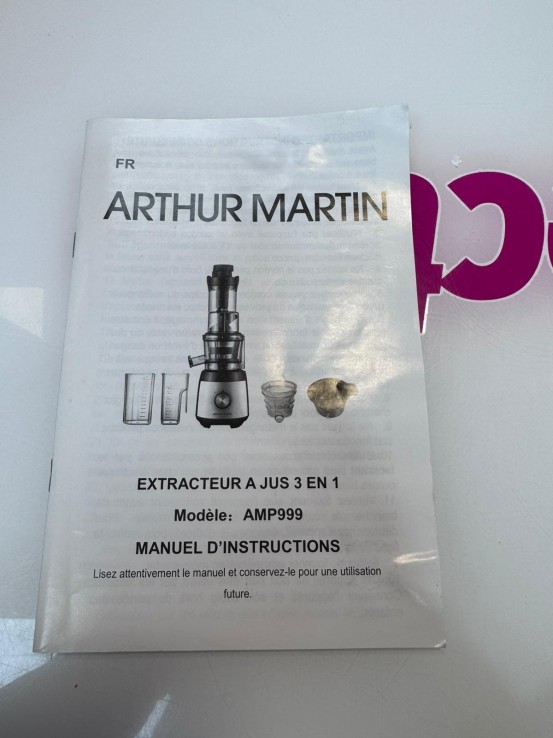 FR
ARTHUR MARTIN
EXTRACTEUR A JUS 3 EN 1
Modèle： AMP999
MANUEL D’INSTRUCTIONS
Lisez attentivement le manuel et conservez-le pour une utilisation
future.